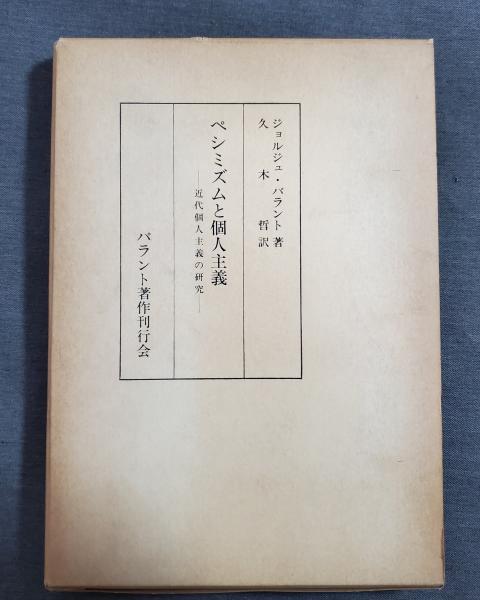 ジョルジュ・バラント著
久木哲訳
ペシミズムと個人主義
―近代個人主義の研究―
バラント著作刊行会